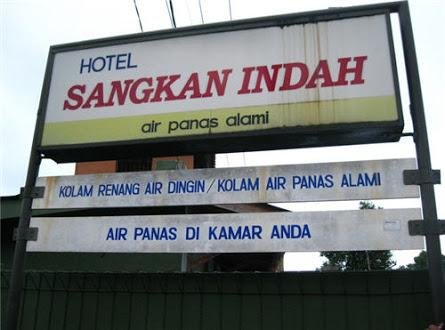 HOTEL
SANGKAN INDAH
air panas alami
KOLAM RENANG AIR DINGIN / KOLAM AIR PANAS ALAMI
AIR PANAS DI KAMAR ANDA